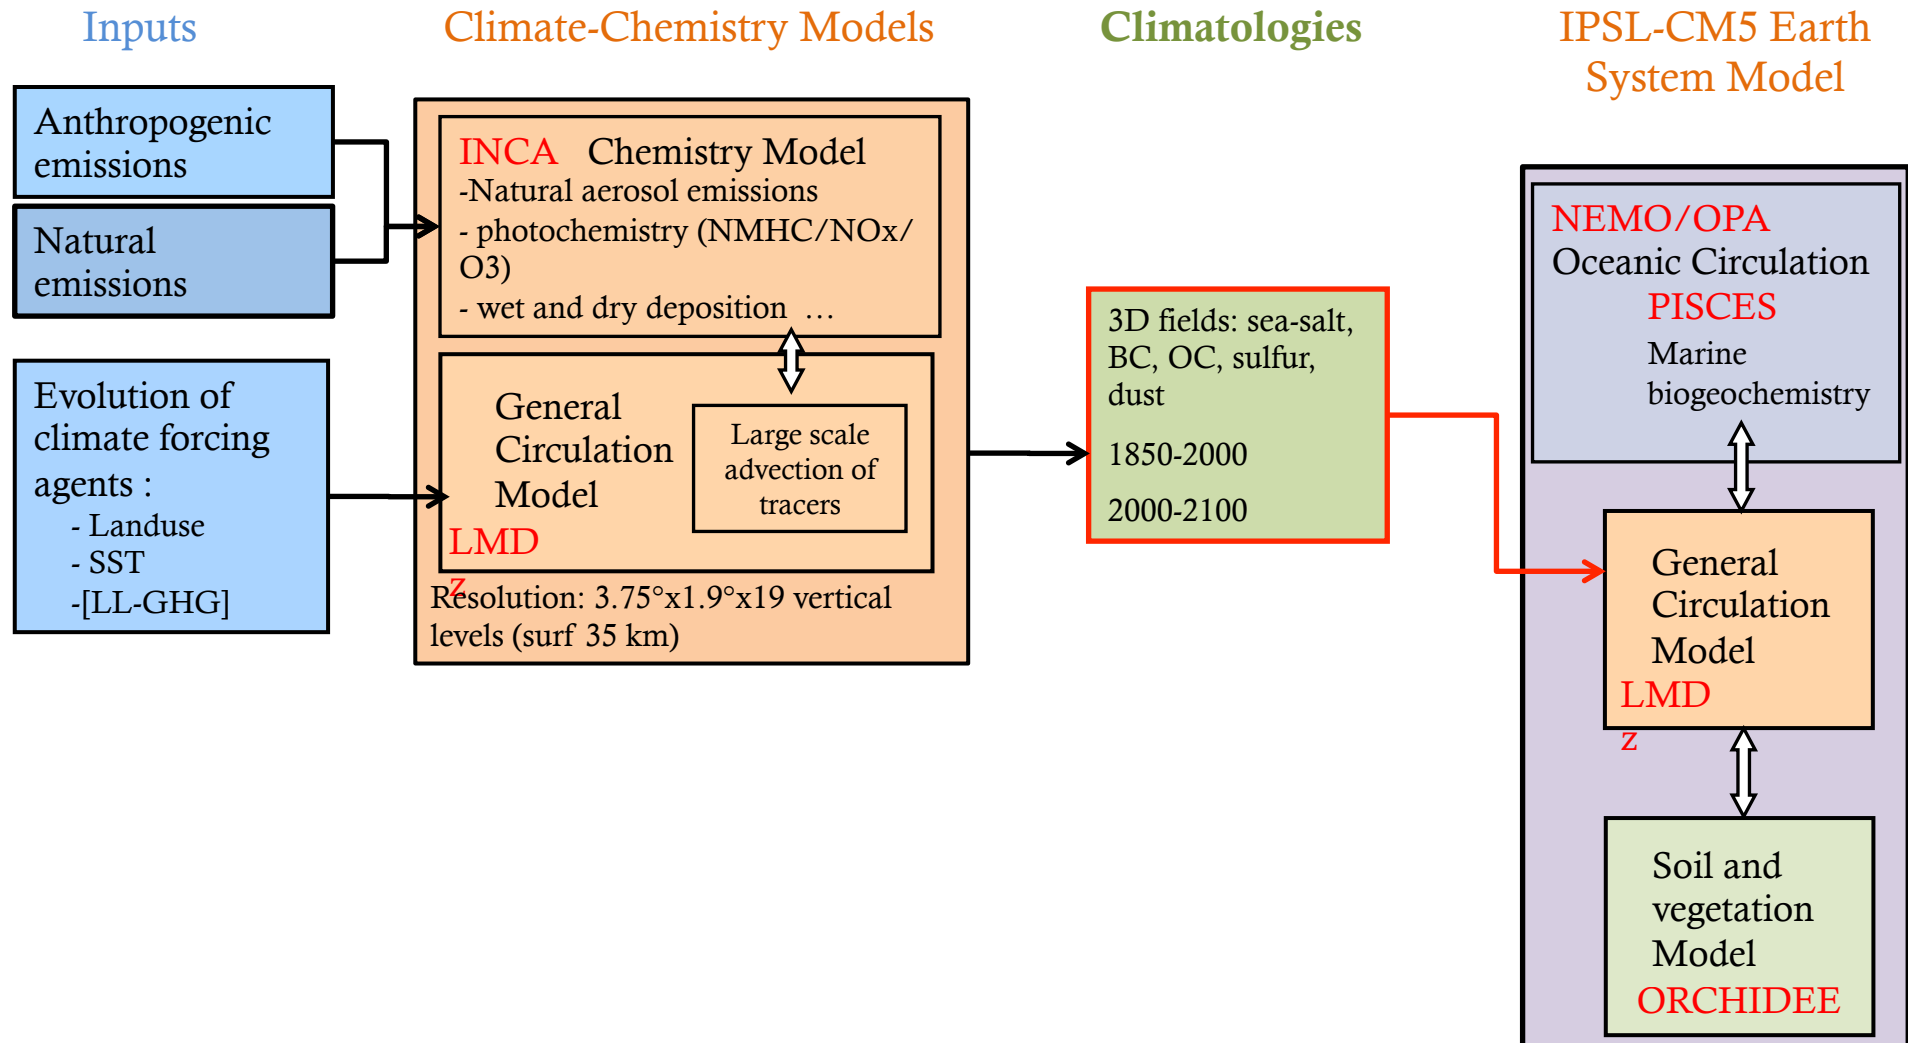 Inputs
Climate-Chemistry Models
Climatologies
IPSL-CM5 Earth
System Model
Anthropogenic
emissions
Natural
emissions
Evolution of
climate forcing
agents :
- Landuse
- SST
-[LL-GHG]
INCA Chemistry Model
-Natural aerosol emissions
- photochemistry (NMHC/NOx/
O3)
- wet and dry deposition …
General
Circulation
Model
LMD
z
Large scale
advection of
tracers
Resolution: 3.75°x1.9°x19 vertical
levels (surf 35 km)
3D fields: sea-salt,
BC, OC, sulfur,
dust
1850-2000
2000-2100
NEMO/OPA
Oceanic Circulation
PISCES
Marine
biogeochemistry
General
Circulation
Model
LMD
z
Soil and
vegetation
Model
ORCHIDEE